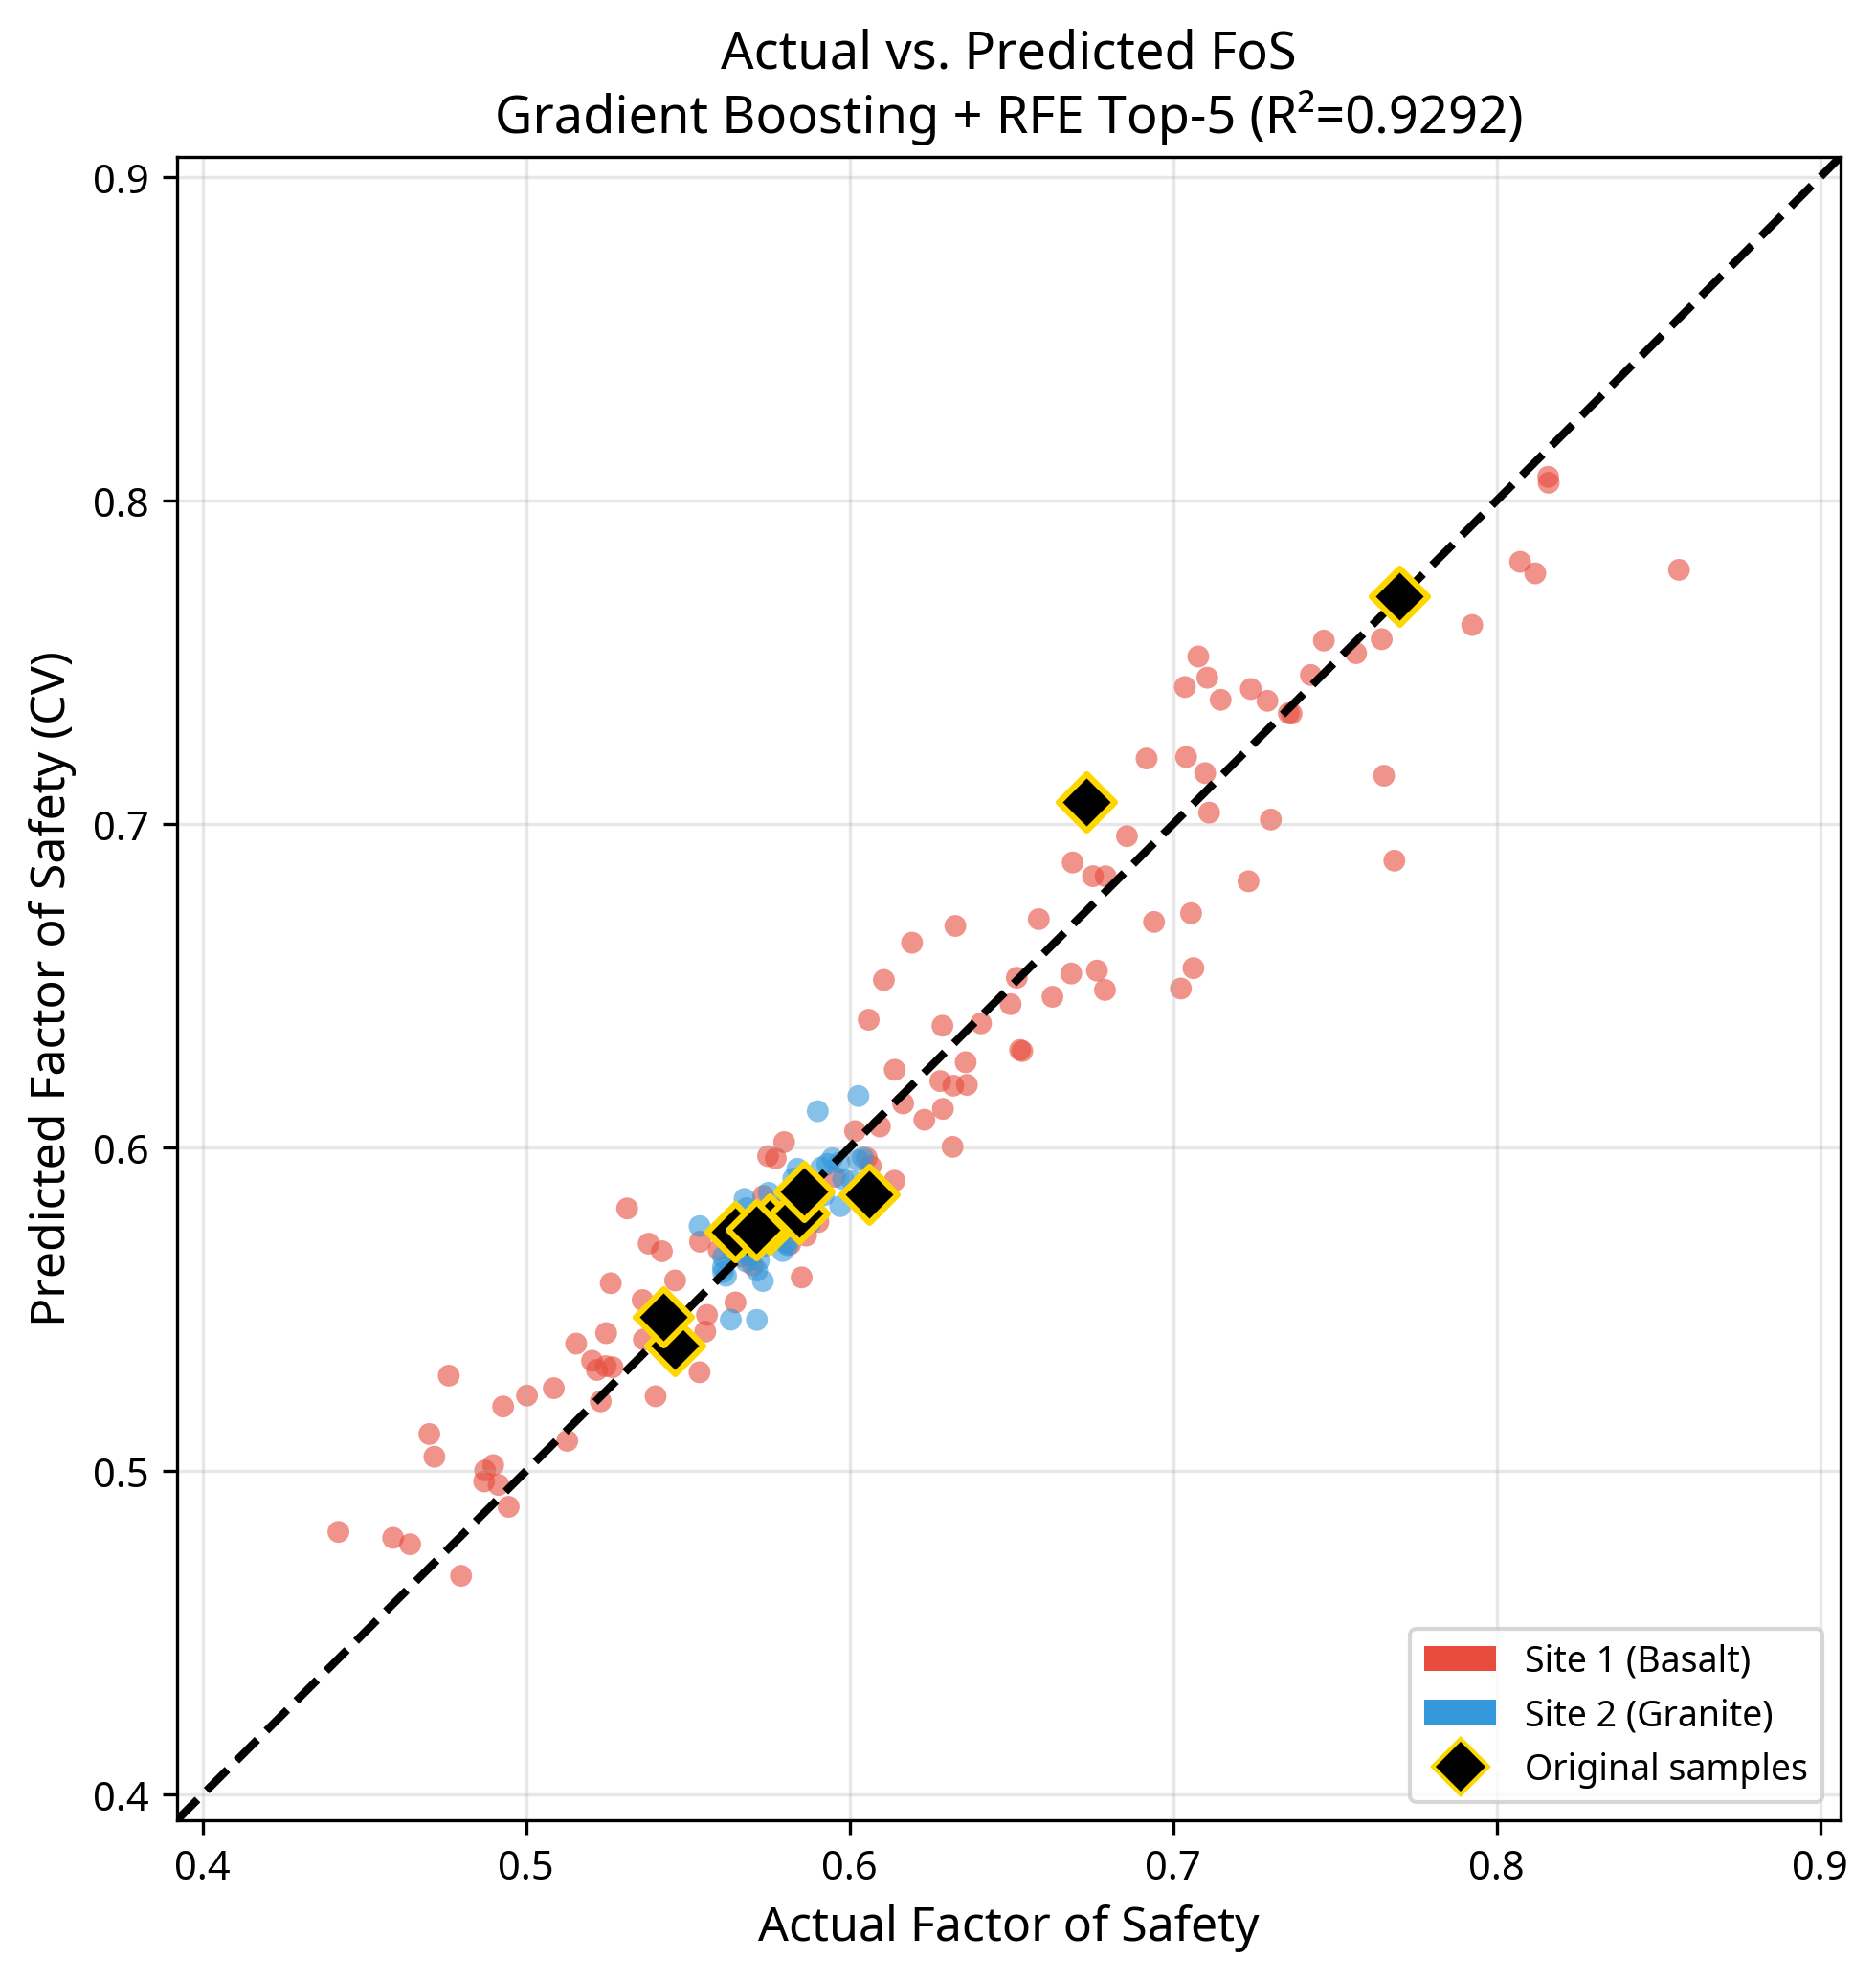 Actual vs. Predicted FoS
Gradient Boosting + RFE Top-5 (R²=0.9292)
Predicted Factor of Safety (CV)
0.9
0.8
0.7
0.6
0.5
0.4
Site 1 (Basalt)
Site 2 (Granite)
Original samples
0.4 0.5 0.6 0.7 0.8 0.9
Actual Factor of Safety